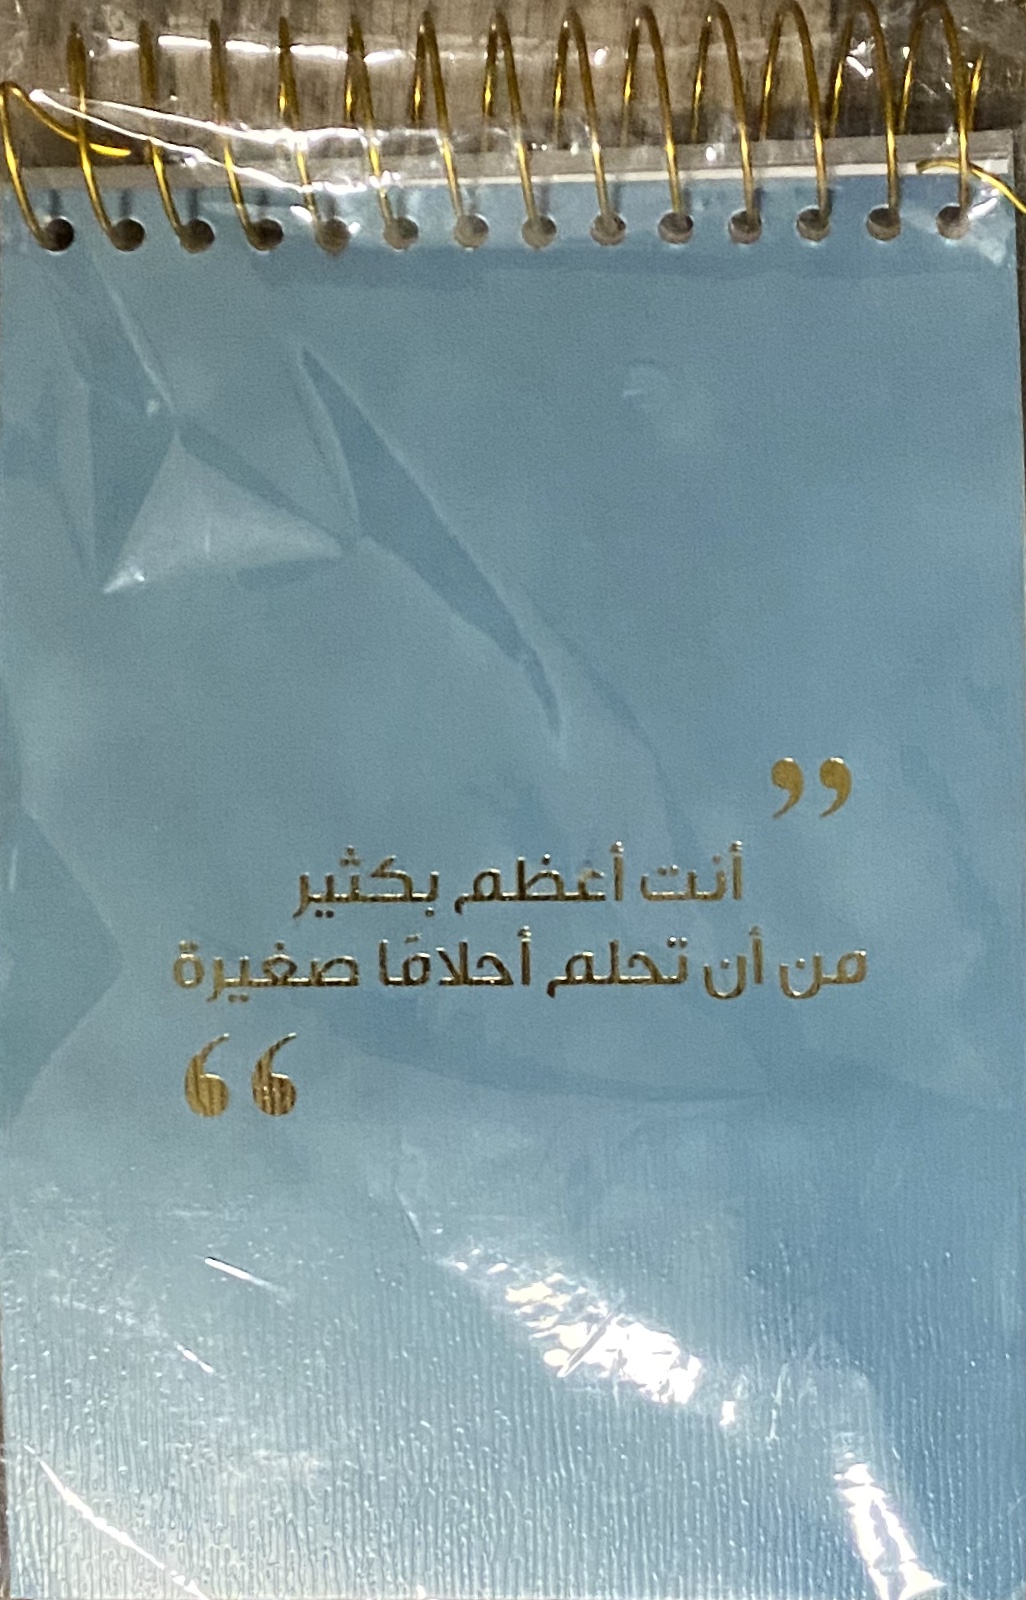 ”
أنت أعظم بكثير
من أن تحلم أحلامًا صغيرة
“